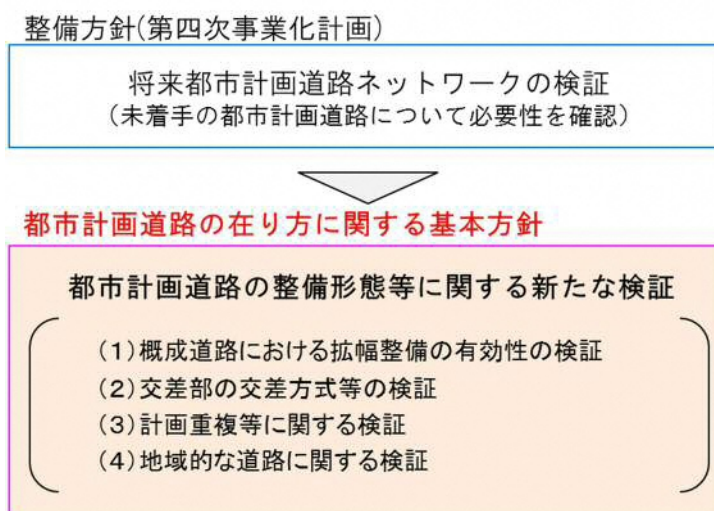 整備方針(第四次事業化計画)
将来都市計画道路ネットワークの検証
(未着手の都市計画道路について必要性を確認)
都市計画道路の在り方に関する基本方針
都市計画道路の整備形態等に関する新たな検証
(1)概成道路における拡幅整備の有効性の検証
(2)交差部の交差方式等の検証
(3)計画重複等に関する検証
(4)地域的な道路に関する検証